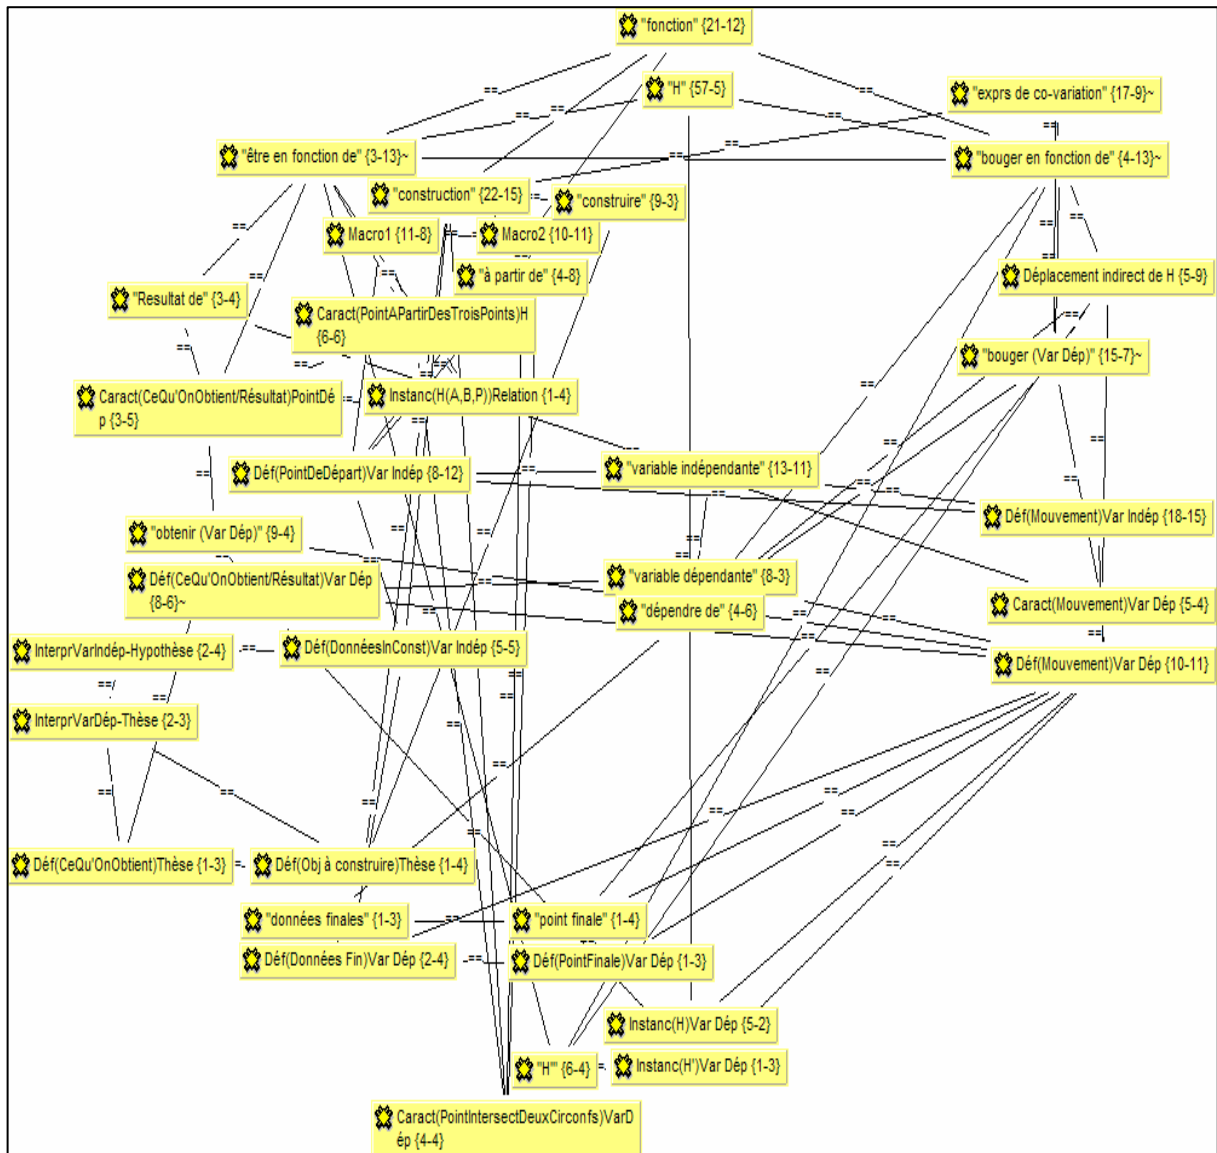 "fonction" {21-12}
"H" {57-5}
"exprs de co-variation" {17-9}~
"être en fonction de" {3-13}~
"bouger en fonction de" {4-13}~
"construction" {22-15}
"construire" {9-3}
Macro1 {11-8}
Macro2 {10-11}
"à partir de" {4-8}
Déplacement indirect de H {5-9}
"Resultat de" {3-4}
Caract(PointAPartirDesTroisPoints)H
{6-6}
"bouger (Var Dép)" {15-7}~
Caract(CeQu'OnObtient/Résultat)PointDé
p {3-5}
Instanc(H(A,B,P))Relation {1-4}
Déf(PointDeDépart)Var Indép {8-12}
"variable indépendante" {13-11}
Déf(Mouvement)Var Indép {18-15}
"obtenir (Var Dép)" {9-4}
Déf(CeQu'OnObtient/Résultat)Var Dép
{8-6}~
"variable dépendante" {8-3}
"dépendre de" {4-6}
Caract(Mouvement)Var Dép {5-4}
InterprVarIndép-Hypothèse {2-4}
Déf(DonnéesInConst)Var Indép {5-5}
Déf(Mouvement)Var Dép {10-11}
InterprVarDép-Thèse {2-3}
Déf(CeQu'OnObtient)Thèse {1-3}
Déf(Obj à construire)Thèse {1-4}
"données finales" {1-3}
"point finale" {1-4}
Déf(Données Fin)Var Dép {2-4}
Déf(PointFinale)Var Dép {1-3}
Instanc(H)Var Dép {5-2}
"H'" {6-4}
Instanc(H')Var Dép {1-3}
Caract(PointIntersectDeuxCirconfs)VarD
ép {4-4}